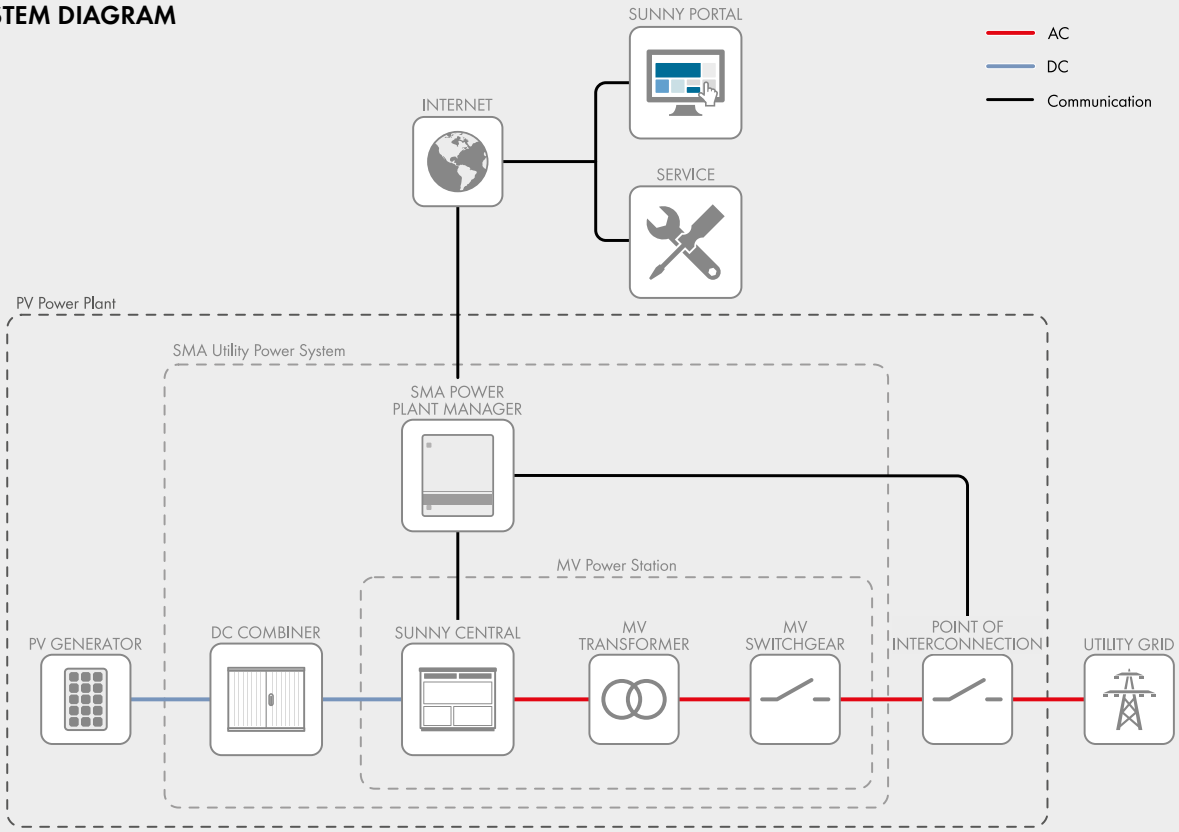 STEM DIAGRAM
SUNNY PORTAL
AC
DC
Communication
INTERNET
SERVICE
PV Power Plant
SMA Utility Power System
SMA POWER
PLANT MANAGER
MV Power Station
PV GENERATOR
DC COMBINER
SUNNY CENTRAL
MV
TRANSFORMER
MV
SWITCHGEAR
POINT OF
INTERCONNECTION
UTILITY GRID